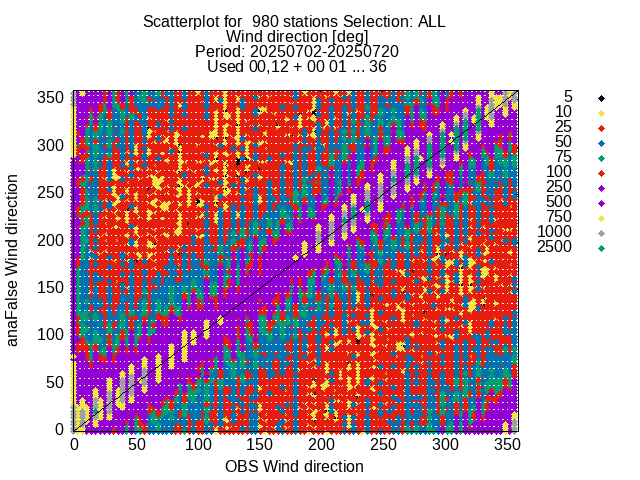 Scatterplot for 980 stations Selection: ALL
Wind direction [deg]
Period: 20250702-20250720
Used 00,12 + 00 01 ... 36
anaFalse Wind direction
350
300
250
200
150
100
50
0
0 50 100 150 200 250 300 350
OBS Wind direction
5
10
25
50
75
100
250
500
750
1000
2500